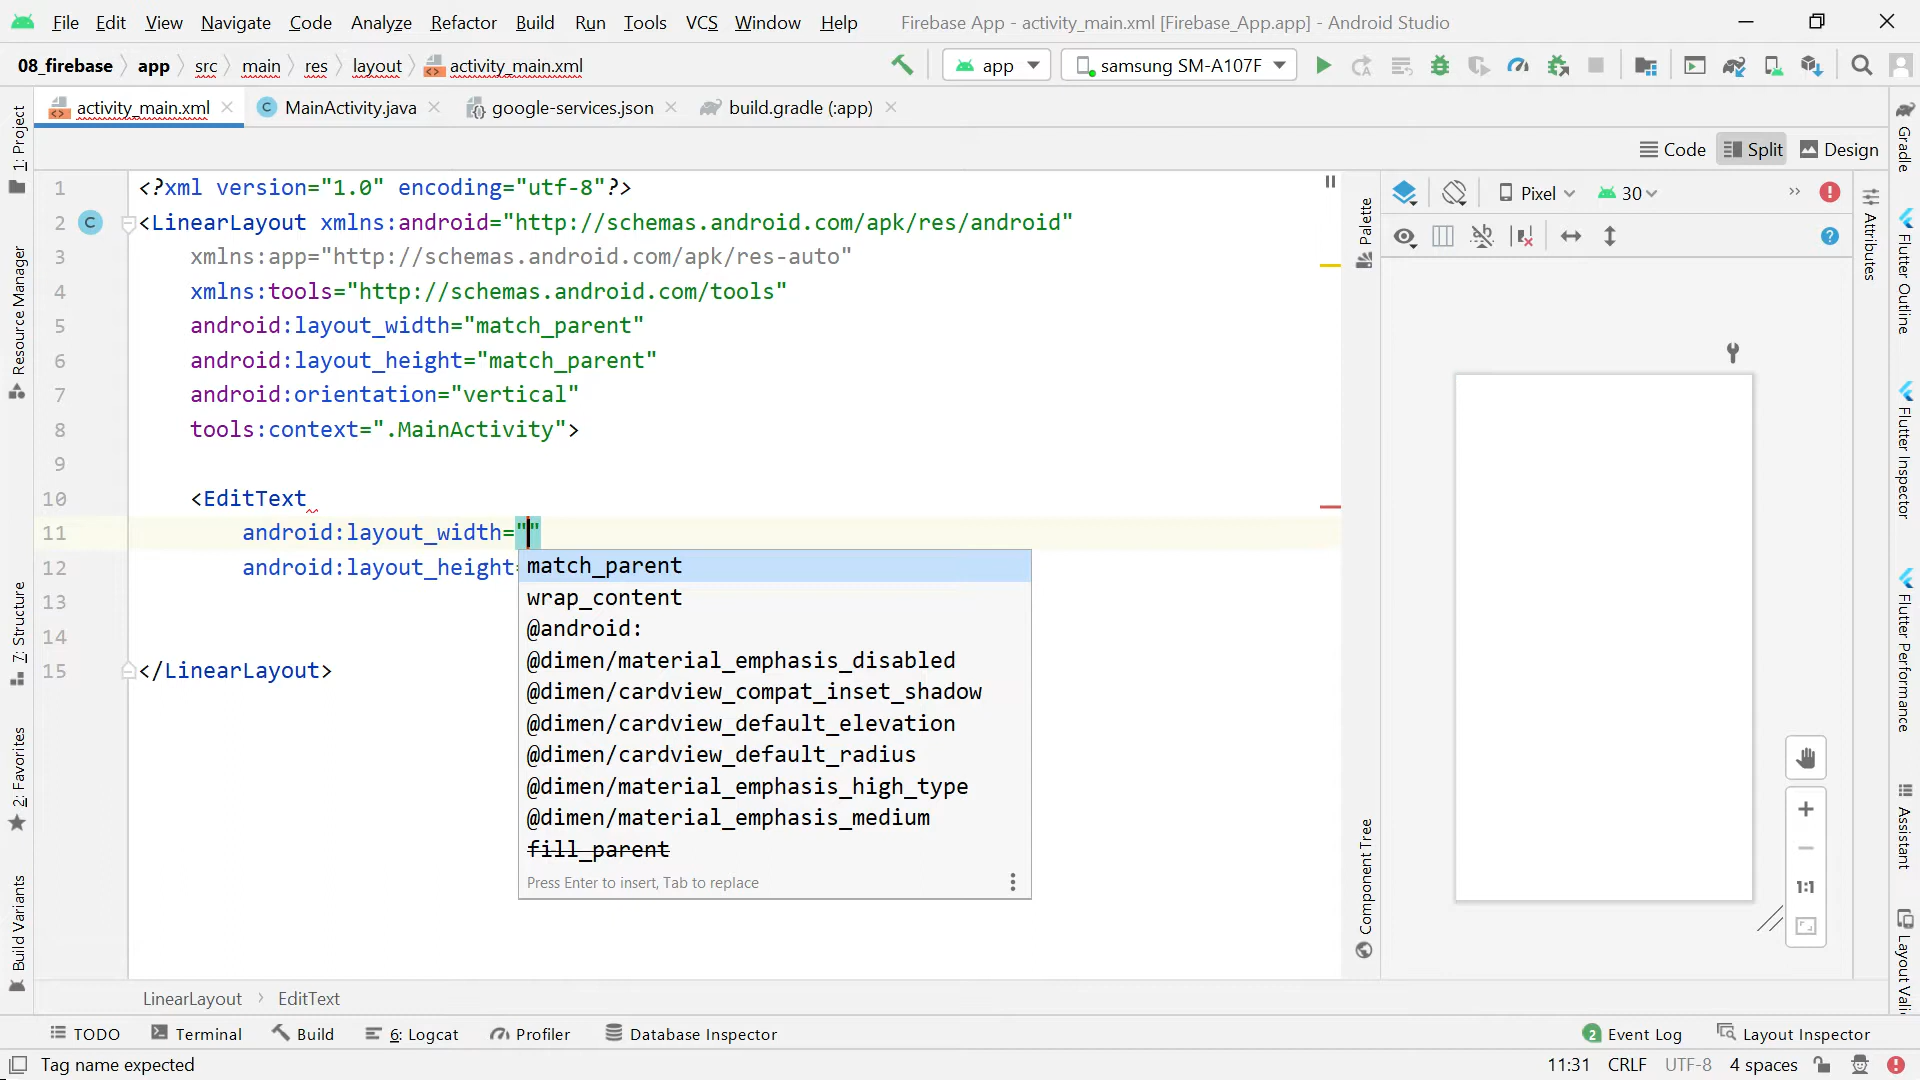 File Edit View Navigate Code Analyze Refactor Build Run Tools VCS Window Help Firebase App - activity_main.xml [Firebase_App.app] - Android Studio
08_firebase app src main res layout activity_main.xml app samsung SM-A107F
activity_main.xml MainActivity.java google-services.json build.gradle (:app)
Code Split Design
1 <?xml version="1.0" encoding="utf-8"?>
2 C <LinearLayout xmlns:android="http://schemas.android.com/apk/res/android"
3 xmlns:app="http://schemas.android.com/apk/res-auto"
4 xmlns:tools="http://schemas.android.com/tools"
5 android:layout_width="match_parent"
6 android:layout_height="match_parent"
7 android:orientation="vertical"
8 tools:context=".MainActivity">
9
10 <EditText
11 android:layout_width=""
12 android:layout_height=
13
14
15 </LinearLayout>
match_parent
wrap_content
@android:
@dimen/material_emphasis_disabled
@dimen/cardview_compat_inset_shadow
@dimen/cardview_default_elevation
@dimen/cardview_default_radius
@dimen/material_emphasis_high_type
@dimen/material_emphasis_medium
fill_parent
Press Enter to insert, Tab to replace
Pixel 30
1:1
1: Project
Resource Manager
7: Structure
2: Favorites
Build Variants
Palette
Component Tree
Attributes
Gradle
Flutter Outline
Flutter Inspector
Flutter Performance
Assistant
Layout Vali
LinearLayout EditText
TODO Terminal Build 6: Logcat Profiler Database Inspector 2 Event Log Layout Inspector
Tag name expected 11:31 CRLF UTF-8 4 spaces